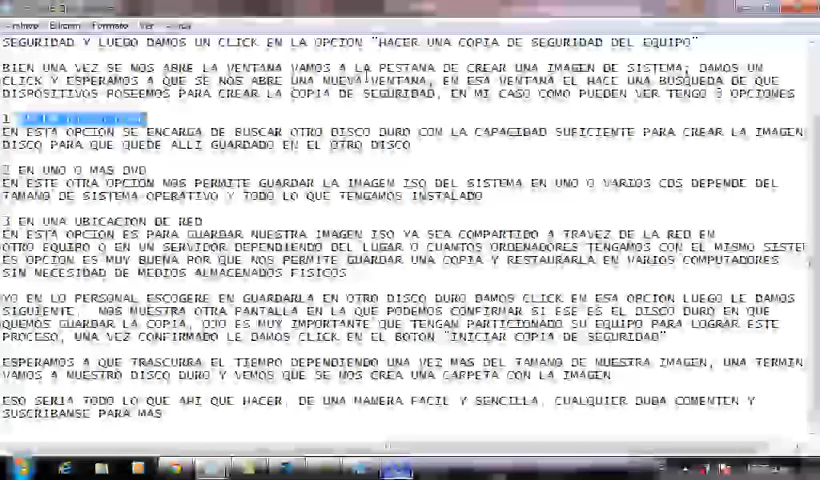 Archivo Edicion Formato Ver Ayuda
SEGURIDAD Y LUEGO DAMOS UN CLICK EN LA OPCION "HACER UNA COPIA DE SEGURIDAD DEL EQUIPO"
BIEN UNA VEZ SE NOS ABRE LA VENTANA VAMOS A LA PESTANA DE CREAR UNA IMAGEN DE SISTEMA; DAMOS UN
CLICK Y ESPERAMOS A QUE SE NOS ABRE UNA NUEVA VENTANA, EN ESA VENTANA EL HACE UNA BUSQUEDA DE QUE
DISPOSITIVOS POSEEMOS PARA CREAR LA COPIA DE SEGURIDAD, EN MI CASO COMO PUEDEN VER TENGO 3 OPCIONES
1
EN ESTA OPCION SE ENCARGA DE BUSCAR OTRO DISCO DURO CON LA CAPACIDAD SUFICIENTE PARA CREAR LA IMAGEN
DISCO PARA QUE QUEDE ALLI GUARDADO EN EL OTRO DISCO
2 EN UNO O MAS DVD
EN ESTE OTRA OPCION NOS PERMITE GUARDAR LA IMAGEN ISO DEL SISTEMA EN UNO O VARIOS CDS DEPENDE DEL
TAMANO DE SISTEMA OPERATIVO Y TODO LO QUE TENGAMOS INSTALADO
3 EN UNA UBICACION DE RED
EN ESTA OPCION ES PARA GUARDAR NUESTRA IMAGEN ISO YA SEA COMPARTIDO A TRAVEZ DE LA RED EN
OTRO EQUIPO O EN UN SERVIDOR DEPENDIENDO DEL LUGAR O CUANTOS ORDENADORES TENGAMOS CON EL MISMO SISTE
ES OPCION ES MUY BUENA POR QUE NOS PERMITE GUARDAR UNA COPIA Y RESTAURARLA EN VARIOS COMPUTADORES
SIN NECESIDAD DE MEDIOS ALMACENADOS FISICOS
YO EN LO PERSONAL ESCOGERE EN GUARDARLA EN OTRO DISCO DURO DAMOS CLICK EN ESA OPCION LUEGO LE DAMOS
SIGUIENTE, NOS MUESTRA OTRA PANTALLA EN LA QUE PODEMOS CONFIRMAR SI ESE ES EL DISCO DURO EN QUE
QUEMOS GUARDAR LA COPIA, OJO ES MUY IMPORTANTE QUE TENGAN PARTICIONADO SU EQUIPO PARA LOGRAR ESTE
PROCESO, UNA VEZ CONFIRMADO LE DAMOS CLICK EN EL BOTON "INICIAR COPIA DE SEGURIDAD"
ESPERAMOS A QUE TRASCURRA EL TIEMPO DEPENDIENDO UNA VEZ MAS DEL TAMANO DE NUESTRA IMAGEN, UNA TERMIN
VAMOS A NUESTRO DISCO DURO Y VEMOS QUE SE NOS CREA UNA CARPETA CON LA IMAGEN
ESO SERIA TODO LO QUE AHI QUE HACER, DE UNA MANERA FACIL Y SENCILLA, CUALQUIER DUDA COMENTEN Y
SUSCRIBANSE PARA MAS